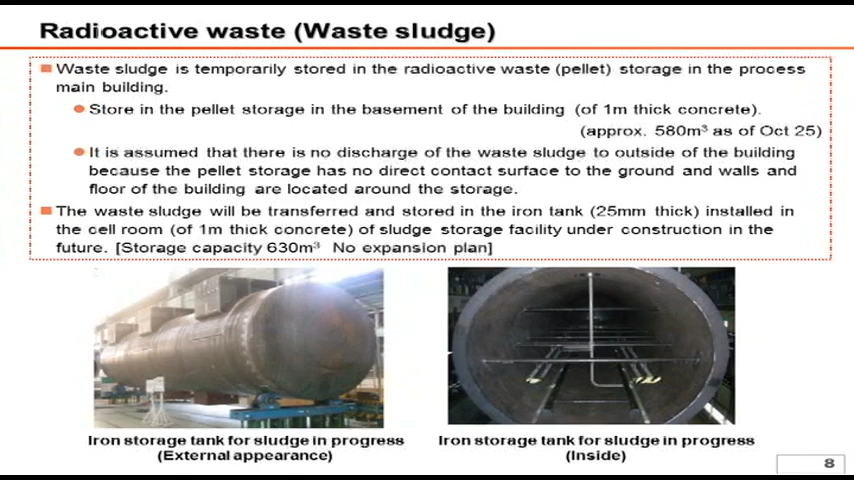 Radioactive waste (Waste sludge)
Waste sludge is temporarily stored in the radioactive waste (pellet) storage in the process
main building.
Store in the pellet storage in the basement of the building (of 1m thick concrete).
(approx. 580m³ as of Oct 25)
It is assumed that there is no discharge of the waste sludge to outside of the building
because the pellet storage has no direct contact surface to the ground and walls and
floor of the building are located around the storage.
The waste sludge will be transferred and stored in the iron tank (25mm thick) installed in
the cell room (of 1m thick concrete) of sludge storage facility under construction in the
future. [Storage capacity 630m³ No expansion plan]
Iron storage tank for sludge in progress
(External appearance)
Iron storage tank for sludge in progress
(Inside)
8